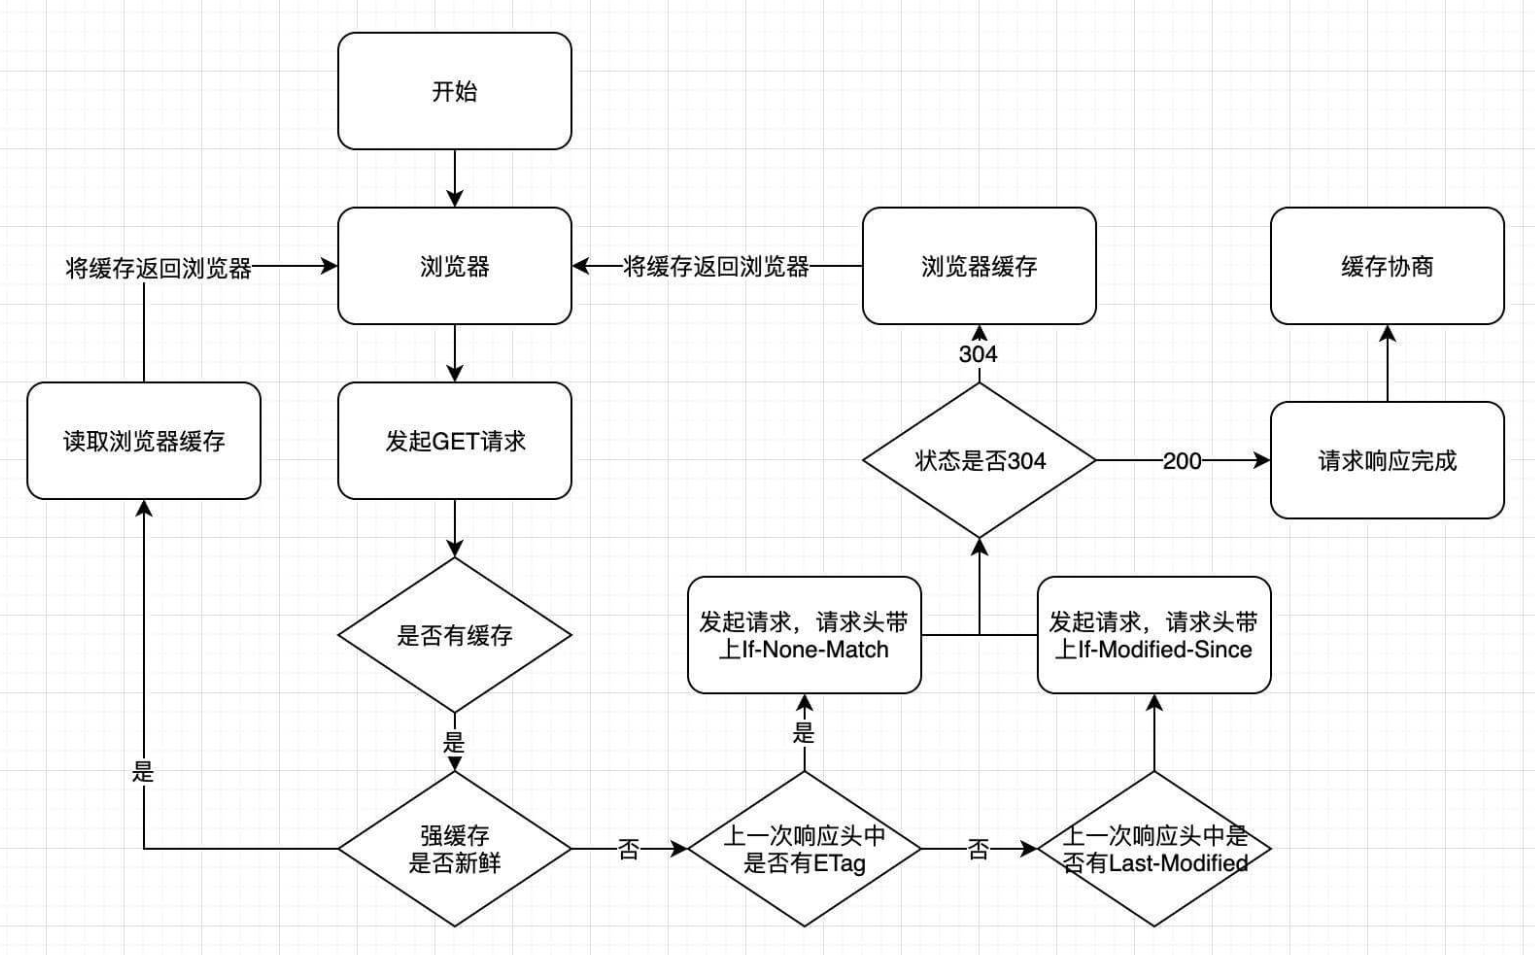 开始
将缓存返回浏览器
浏览器
将缓存返回浏览器
浏览器缓存
缓存协商
304
读取浏览器缓存
发起GET请求
状态是否304
200
请求响应完成
是否有缓存
发起请求，请求头带
上If-None-Match
发起请求，请求头带
上If-Modified-Since
是
是
是
强缓存
是否新鲜
否
上一次响应头中
是否有ETag
否
上一次响应头中是
否有Last-Modified